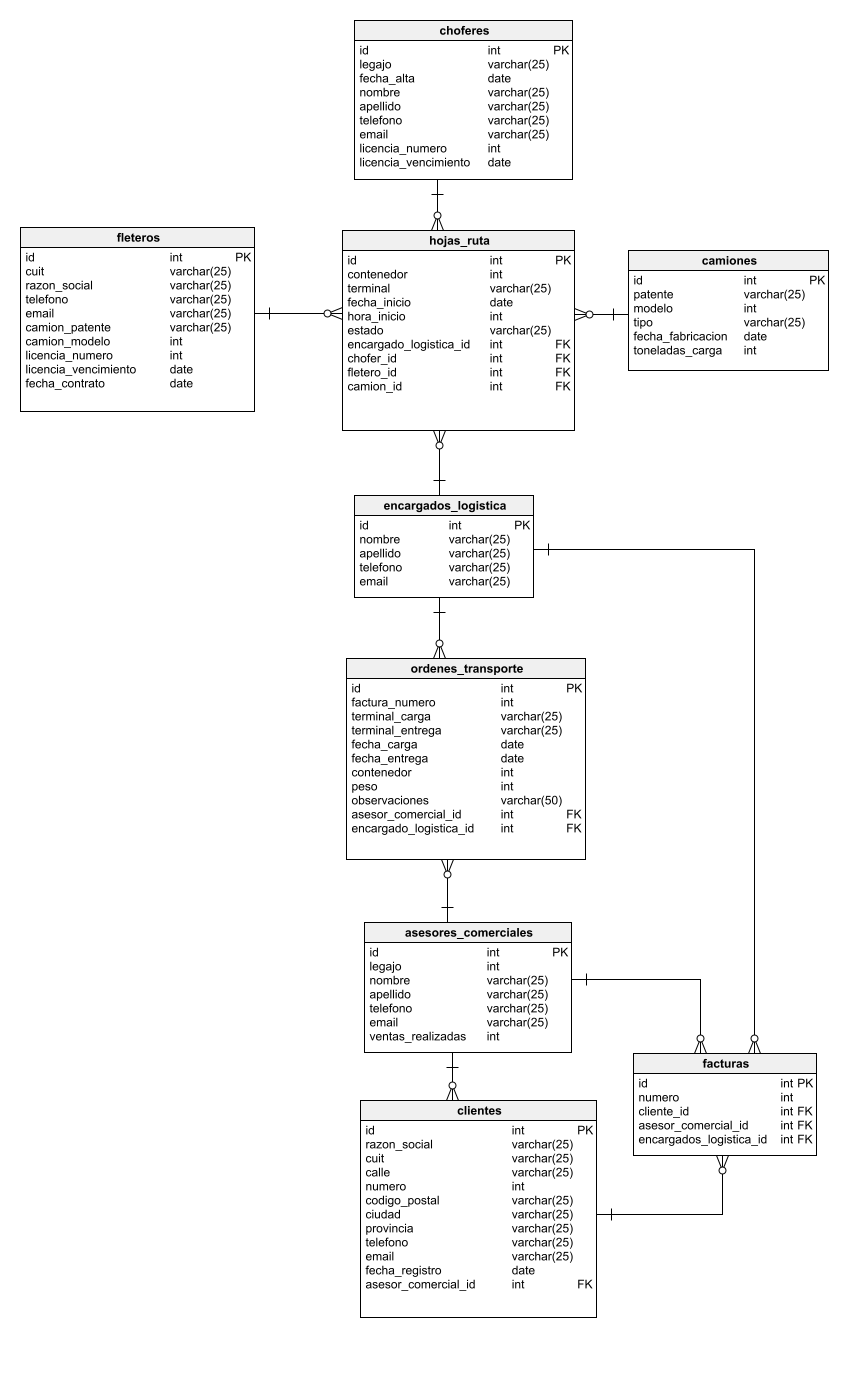 choferes
id int PK
legajo varchar(25)
fecha_alta date
nombre varchar(25)
apellido varchar(25)
telefono varchar(25)
email varchar(25)
licencia_numero int
licencia_vencimiento date
fleteros
id int PK
cuit varchar(25)
razon_social varchar(25)
telefono varchar(25)
email varchar(25)
camion_patente varchar(25)
camion_modelo int
licencia_numero int
licencia_vencimiento date
fecha_contrato date
hojas_ruta
id int PK
contenedor int
terminal varchar(25)
fecha_inicio date
hora_inicio int
estado varchar(25)
encargado_logistica_id int FK
chofer_id int FK
fletero_id int FK
camion_id int FK
camiones
id int PK
patente varchar(25)
modelo int
tipo varchar(25)
fecha_fabricacion date
toneladas_carga int
encargados_logistica
id int PK
nombre varchar(25)
apellido varchar(25)
telefono varchar(25)
email varchar(25)
ordenes_transporte
id int PK
factura_numero int
terminal_carga varchar(25)
terminal_entrega varchar(25)
fecha_carga date
fecha_entrega date
contenedor int
peso int
observaciones varchar(50)
asesor_comercial_id int FK
encargado_logistica_id int FK
asesores_comerciales
id int PK
legajo int
nombre varchar(25)
apellido varchar(25)
telefono varchar(25)
email varchar(25)
ventas_realizadas int
facturas
id int PK
numero int
cliente_id int FK
asesor_comercial_id int FK
encargados_logistica_id int FK
clientes
id int PK
razon_social varchar(25)
cuit varchar(25)
calle varchar(25)
numero int
codigo_postal varchar(25)
ciudad varchar(25)
provincia varchar(25)
telefono varchar(25)
email varchar(25)
fecha_registro date
asesor_comercial_id int FK